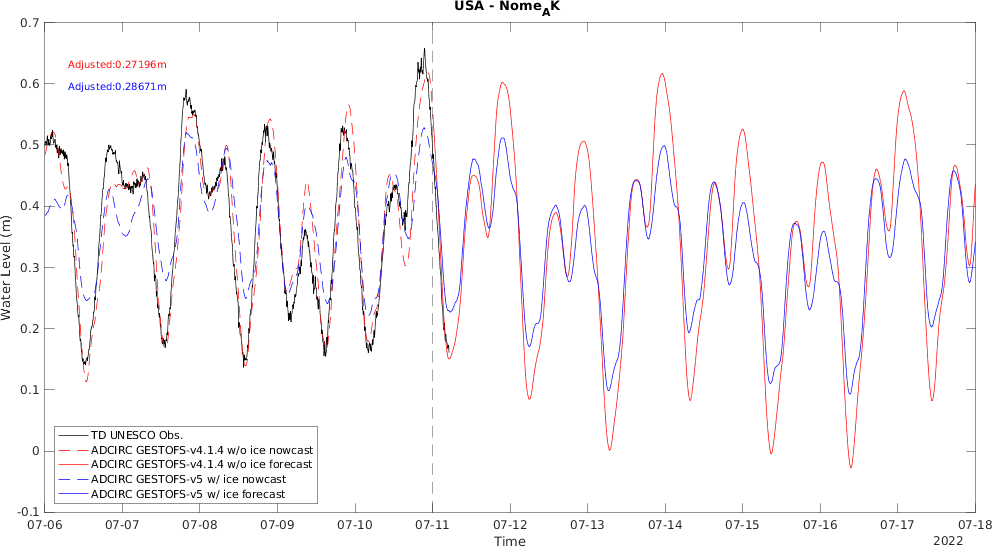 USA - Nome_AK
0.7
0.6
0.5
0.4
0.3
0.2
0.1
0
-0.1
Water Level (m)
Adjusted:0.27196m
Adjusted:0.28671m
TD UNESCO Obs.
ADCIRC GESTOFS-v4.1.4 w/o ice nowcast
ADCIRC GESTOFS-v4.1.4 w/o ice forecast
ADCIRC GESTOFS-v5 w/ ice nowcast
ADCIRC GESTOFS-v5 w/ ice forecast
07-06 07-07 07-08 07-09 07-10 07-11 07-12 07-13 07-14 07-15 07-16 07-17 07-18
Time
2022